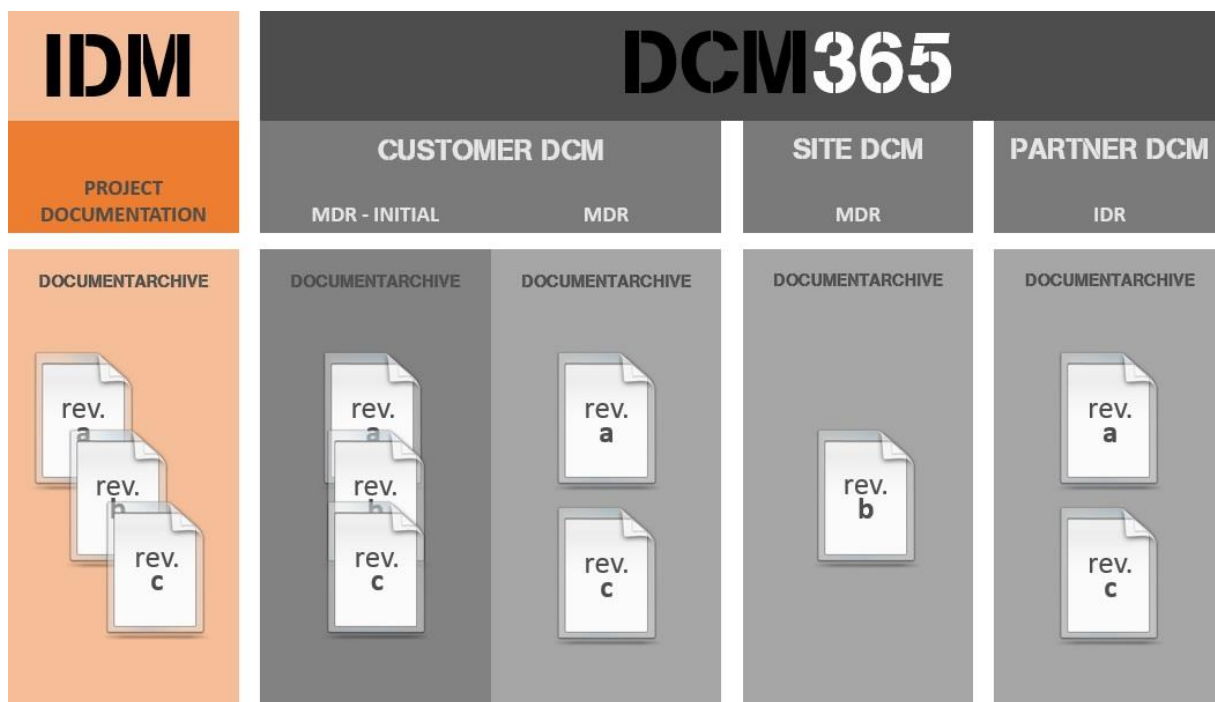 IDM
DCM365
PROJECT
DOCUMENTATION
CUSTOMER DCM
MDR - INITIAL
MDR
SITE DCM
MDR
PARTNER DCM
IDR
DOCUMENTARCHIVE
rev.
a
rev.
b
rev.
c
DOCUMENTARCHIVE
rev.
a
rev.
b
rev.
c
DOCUMENTARCHIVE
rev.
a
rev.
c
DOCUMENTARCHIVE
rev.
b
DOCUMENTARCHIVE
rev.
a
rev.
c